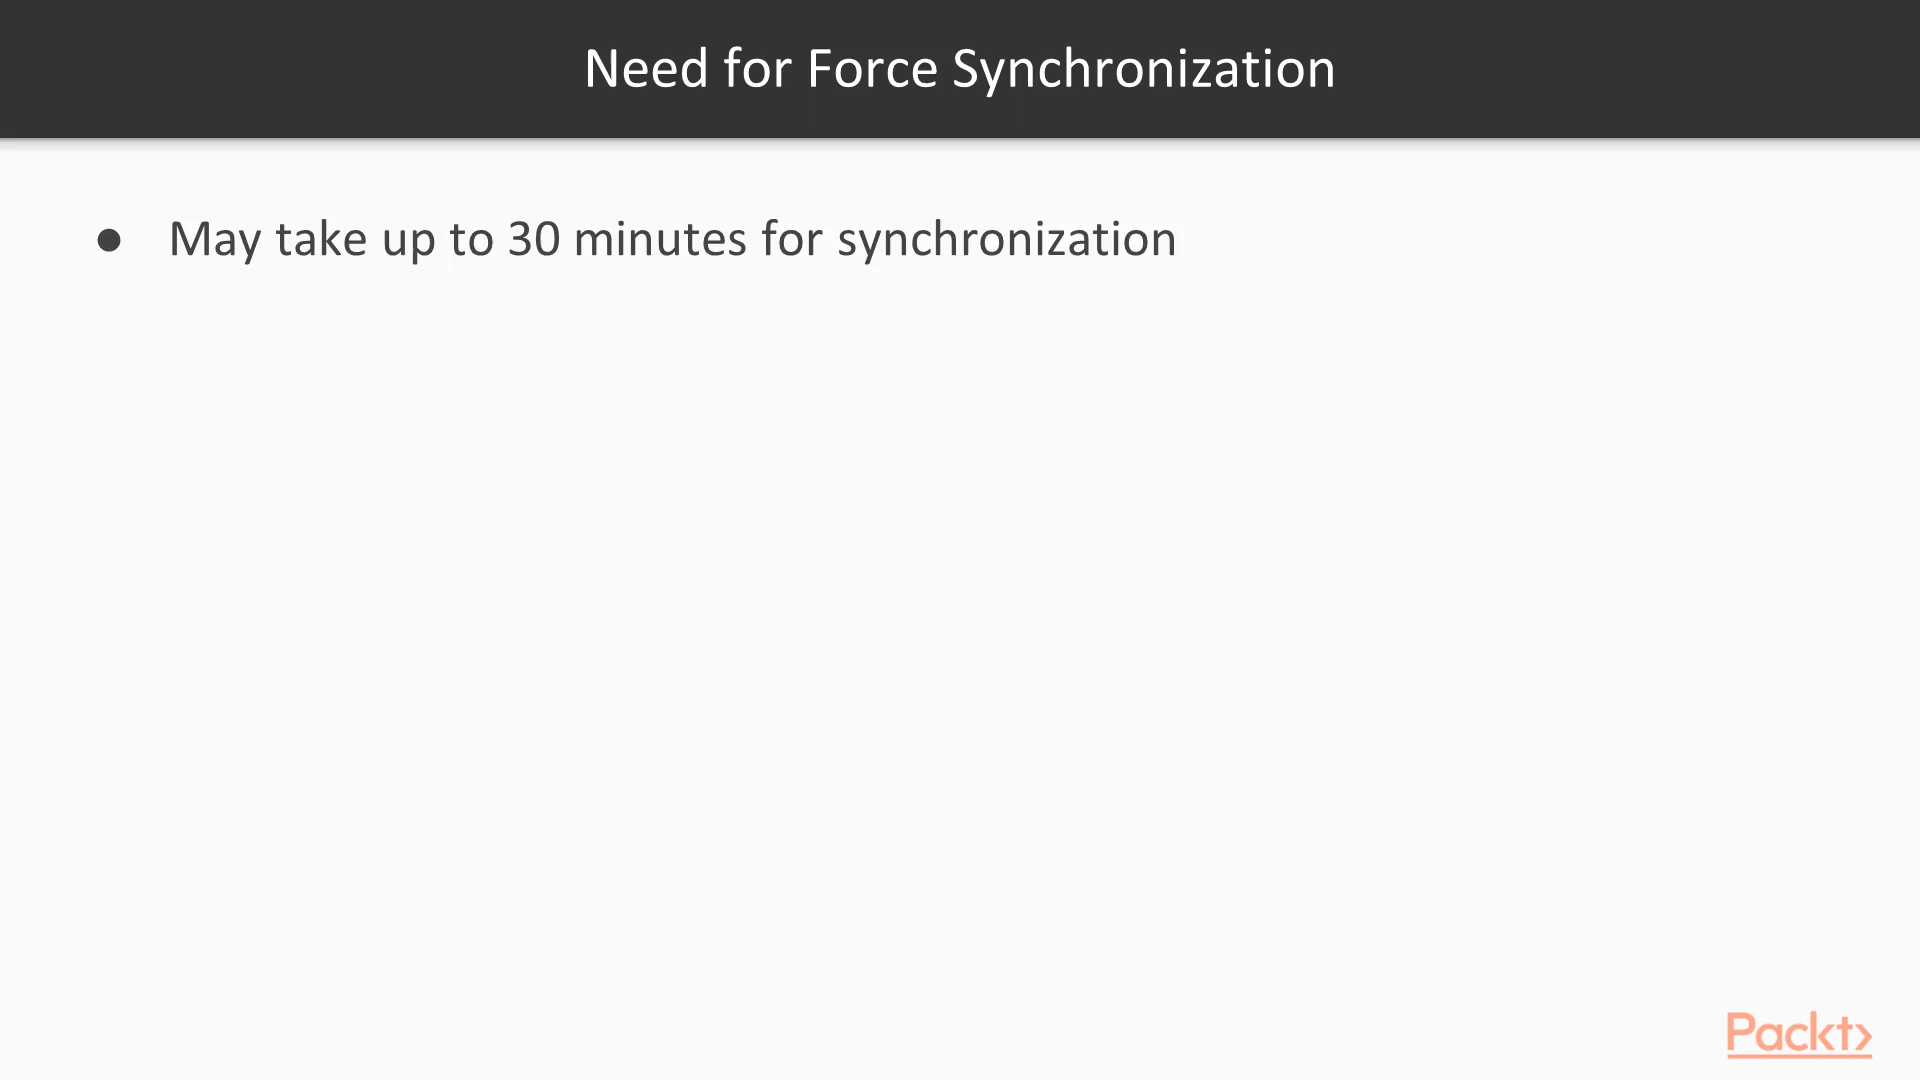 Need for Force Synchronization
● May take up to 30 minutes for synchronization
Packt>